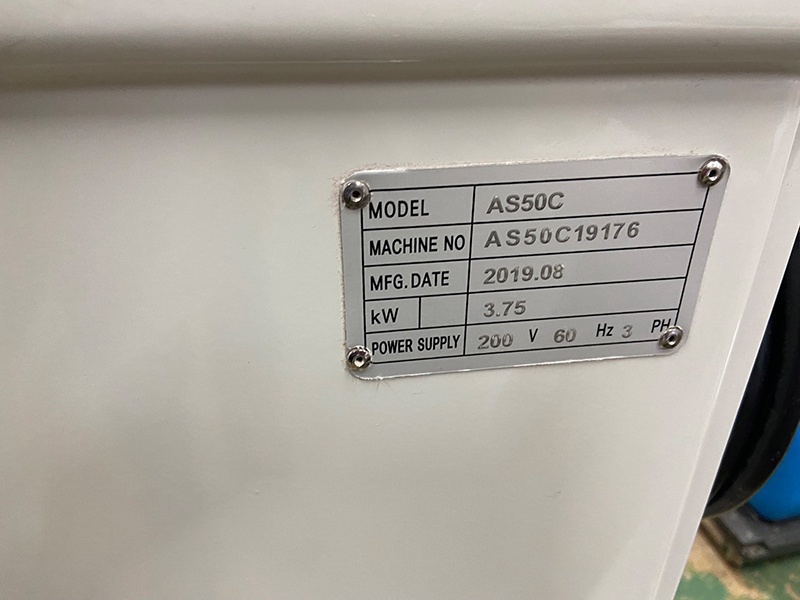 MODEL AS50C
MACHINE NO AS50C19176
MFG.DATE 2019.08
kW 3.75
POWER SUPPLY 200 V 60 Hz 3 PH